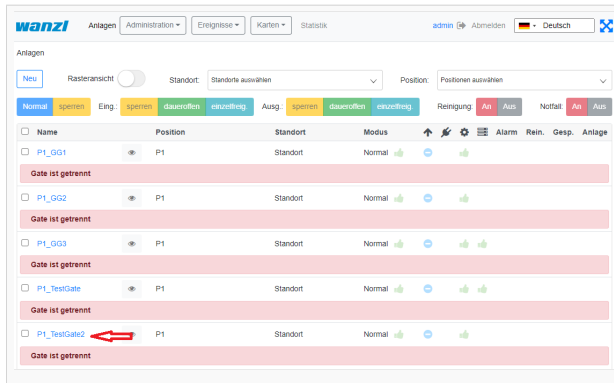 wanzl Anlagen Administration Ereignisse Karten Statistik admin Abmelden Deutsch
Anlagen
Neu Rasteransicht Standort: Standorte auswählen Position: Positionen auswählen
Normal sperren Eing.: sperren daueroffen einzelfreig Ausg.: sperren daueroffen einzelfreig Reinigung: An Aus Notfall: An Aus
Name Position Standort Modus Alarm Rein. Gesp. Anlage
P1_GG1 P1 Standort Normal
Gate ist getrennt
P1_GG2 P1 Standort Normal
Gate ist getrennt
P1_GG3 P1 Standort Normal
Gate ist getrennt
P1_TestGate P1 Standort Normal
Gate ist getrennt
P1_TestGate2 P1 Standort Normal
Gate ist getrennt